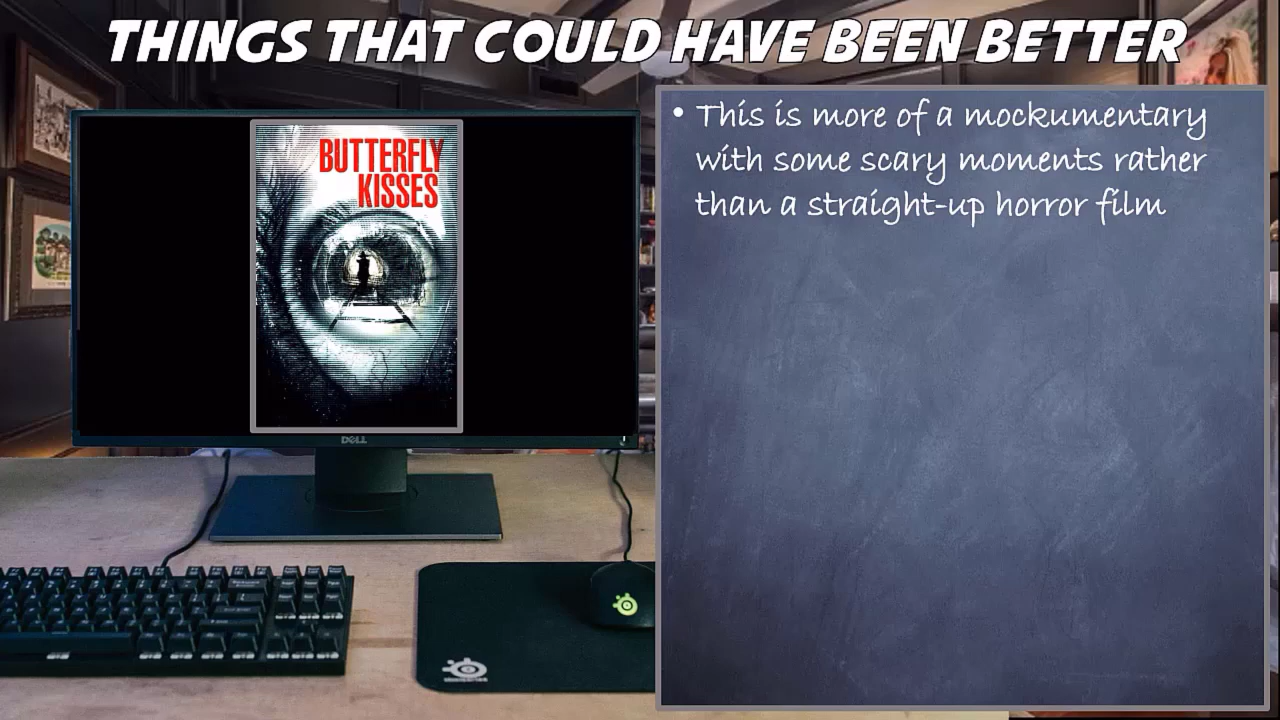 THINGS THAT COULD HAVE BEEN BETTER
BUTTERFLY
KISSES
DELL
• This is more of a mockumentary
with some scary moments rather
than a straight-up horror film